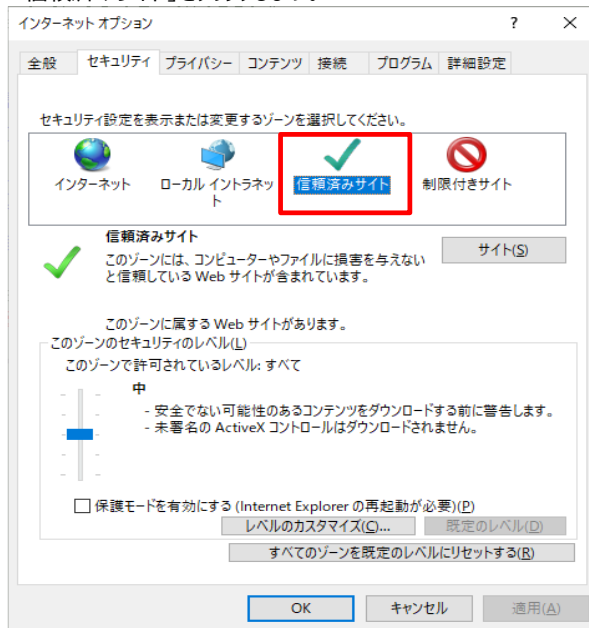 インターネット オプション ? ×
全般 セキュリティ プライバシー コンテンツ 接続 プログラム 詳細設定
セキュリティ設定を表示または変更するゾーンを選択してください。
インターネット ローカル イントラネッ 信頼済みサイト 制限付きサイト
ト
信頼済みサイト
サイト(S)
このゾーンには、コンピューターやファイルに損害を与えない
と信頼している Web サイトが含まれています。
このゾーンに属する Web サイトがあります。
このゾーンのセキュリティのレベル(L)
このゾーンで許可されているレベル: すべて
中
- 安全でない可能性のあるコンテンツをダウンロードする前に警告します。
- 未署名の ActiveX コントロールはダウンロードされません。
保護モードを有効にする (Internet Explorer の再起動が必要)(P)
レベルのカスタマイズ(C)... 既定のレベル(D)
すべてのゾーンを既定のレベルにリセットする(R)
OK キャンセル 適用(A)